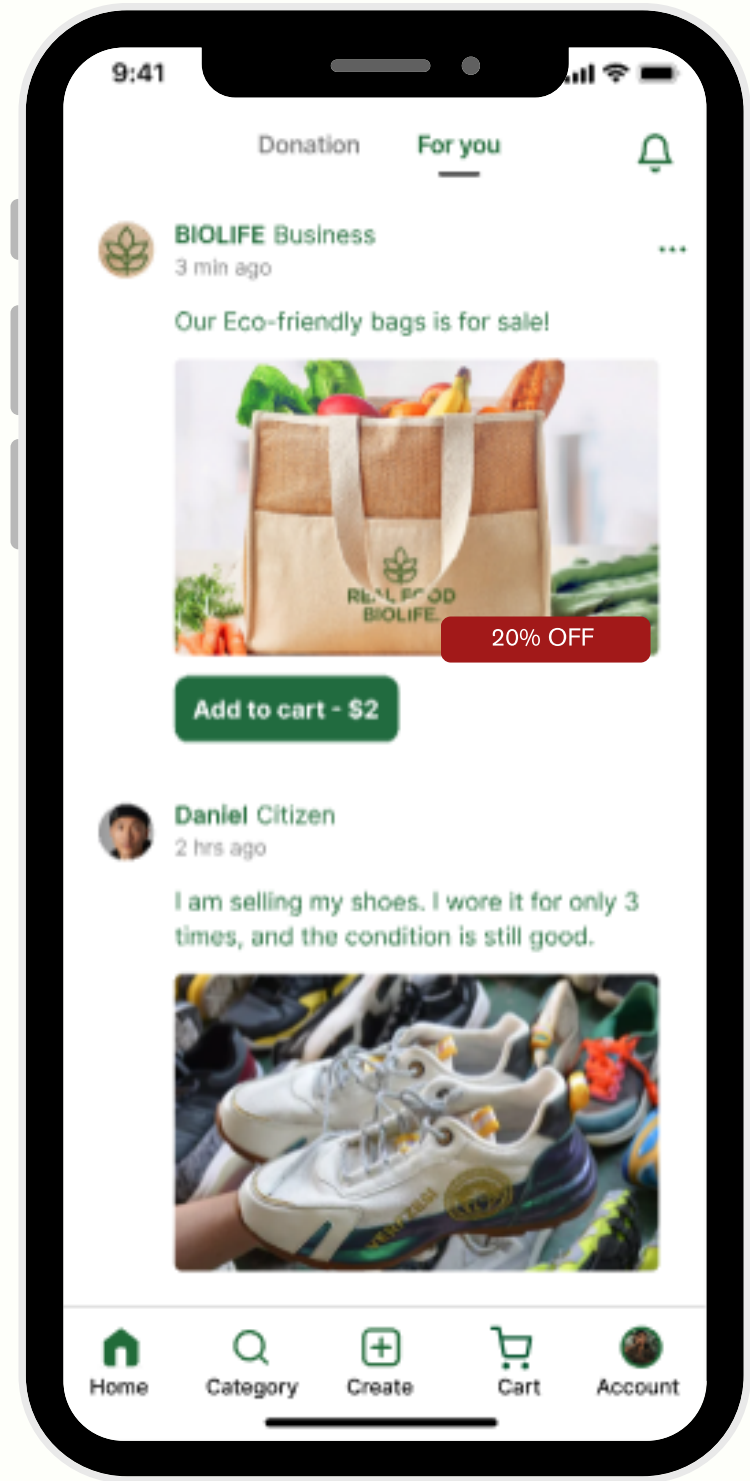 9:41
Donation
For you
BIOLIFE Business
3 min ago
Our Eco-friendly bags is for sale!
REAL FOOD
BIOLIFE.
20% OFF
Add to cart - $2
Daniel Citizen
2 hrs ago
I am selling my shoes. I wore it for only 3
times, and the condition is still good.
Home
Category
Create
Cart
Account